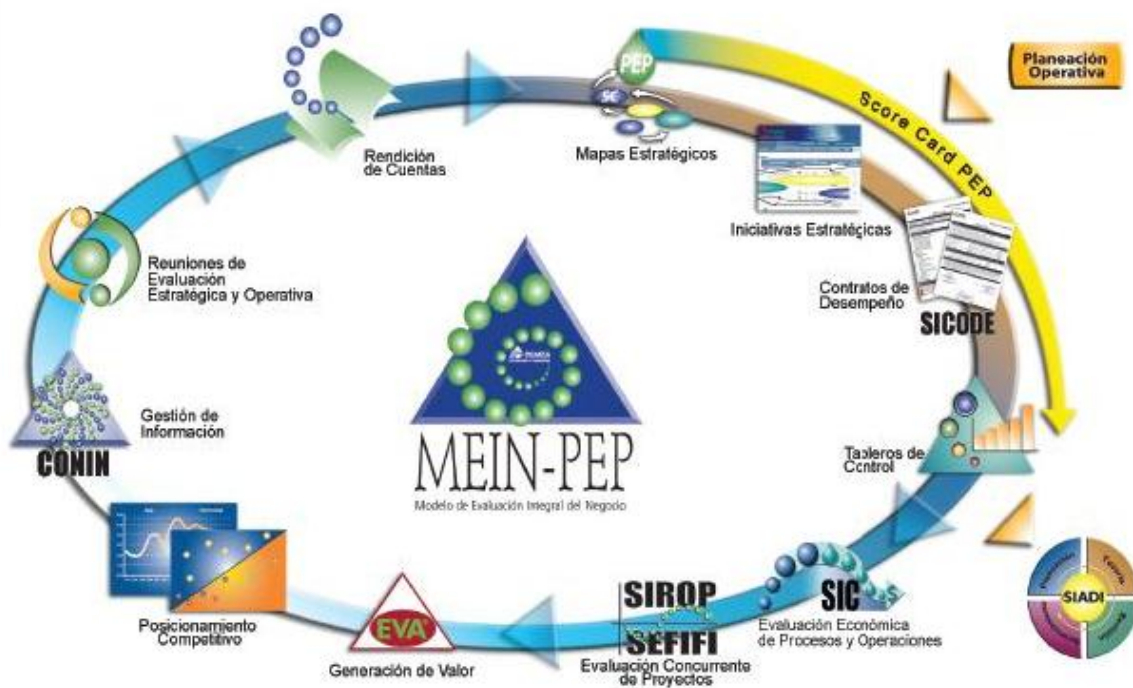 PEP
SE
Mapas Estratégicos
Score Card PEP
Planeación
Operativa
Iniciativas Estratégicas
Contratos de
Desempeño
SICODE
Tableros de
Control
SIADI
SIC
Evaluación Económica
de Procesos y Operaciones
SIROP
SEFIFI
Evaluación Concurrente
de Proyectos
EVA
Generación de Valor
Posicionamiento
Competitivo
CONIN
Gestión de
Información
Reuniones de
Evaluación
Estratégica y Operativa
Rendición
de Cuentas
MEIN-PEP
Modelo de Evaluación Integral del Negocio